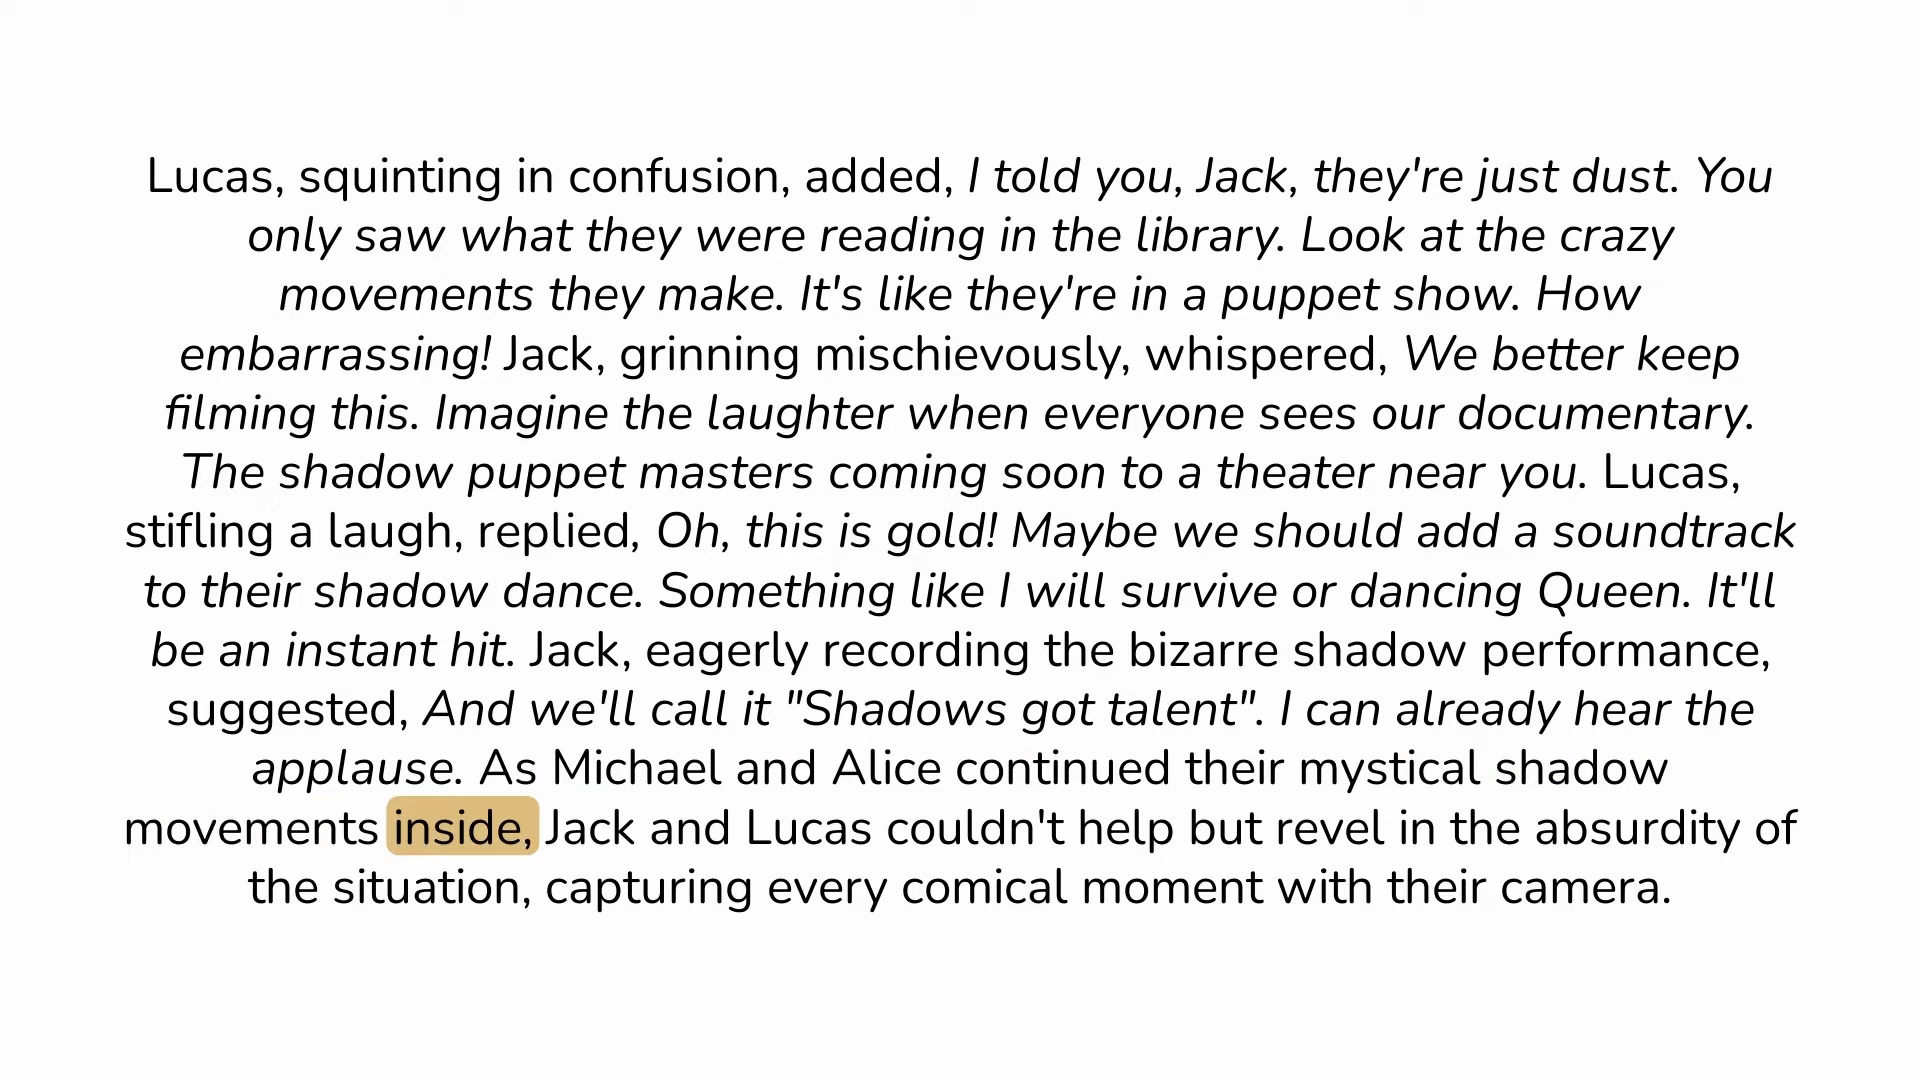 Lucas, squinting in confusion, added, I told you, Jack, they're just dust. You
only saw what they were reading in the library. Look at the crazy
movements they make. It's like they're in a puppet show. How
embarrassing! Jack, grinning mischievously, whispered, We better keep
filming this. Imagine the laughter when everyone sees our documentary.
The shadow puppet masters coming soon to a theater near you. Lucas,
stifling a laugh, replied, Oh, this is gold! Maybe we should add a soundtrack
to their shadow dance. Something like I will survive or dancing Queen. It'll
be an instant hit. Jack, eagerly recording the bizarre shadow performance,
suggested, And we'll call it "Shadows got talent". I can already hear the
applause. As Michael and Alice continued their mystical shadow
movements inside, Jack and Lucas couldn't help but revel in the absurdity of
the situation, capturing every comical moment with their camera.